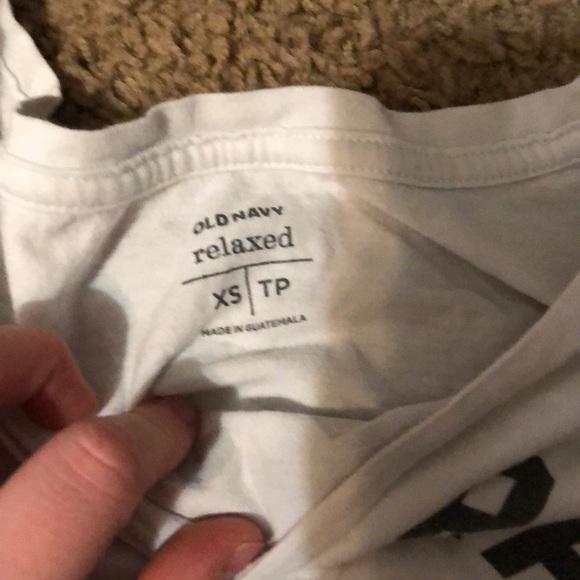 OLD NAVY
relaxed
XS TP
MADE IN GUATEMALA